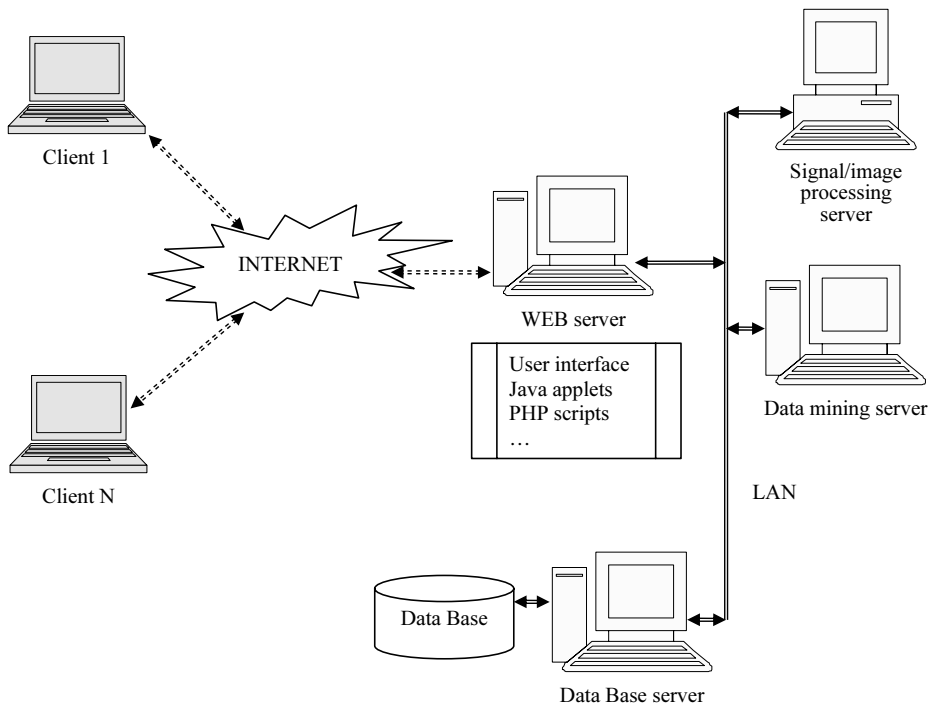 Client 1
Signal/image
processing
server
INTERNET
WEB server
User interface
Java applets
PHP scripts
…
Data mining server
Client N
LAN
Data Base
Data Base server